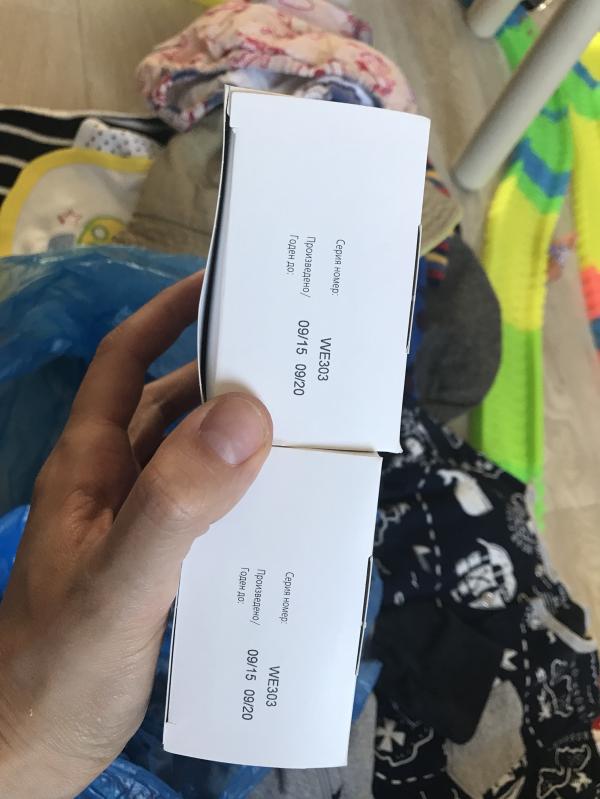 Серия номер: WE303
Произведено/ 09/15 09/20
Годен до:
Серия номер: WE303
Произведено/ 09/15 09/20
Годен до: